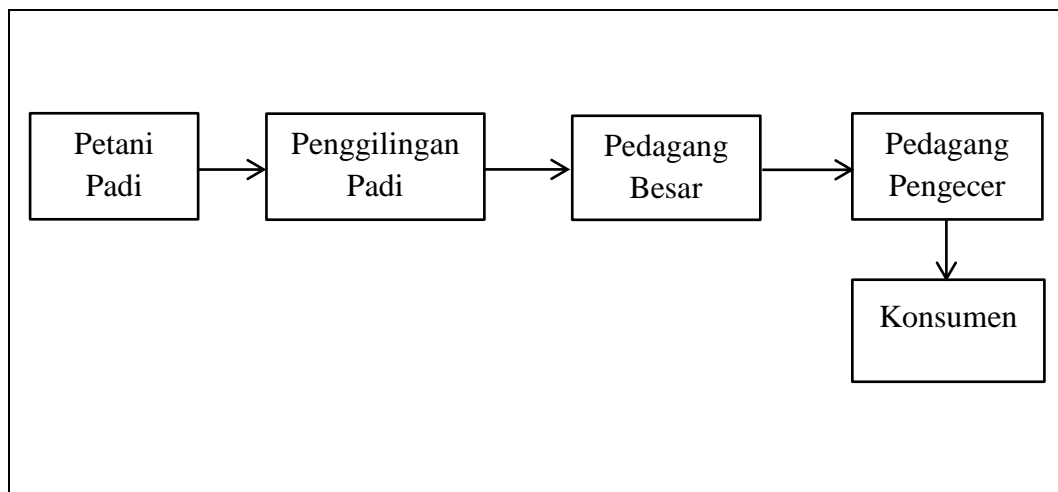 Petani
Padi
Penggilingan
Padi
Pedagang
Besar
Pedagang
Pengecer
Konsumen